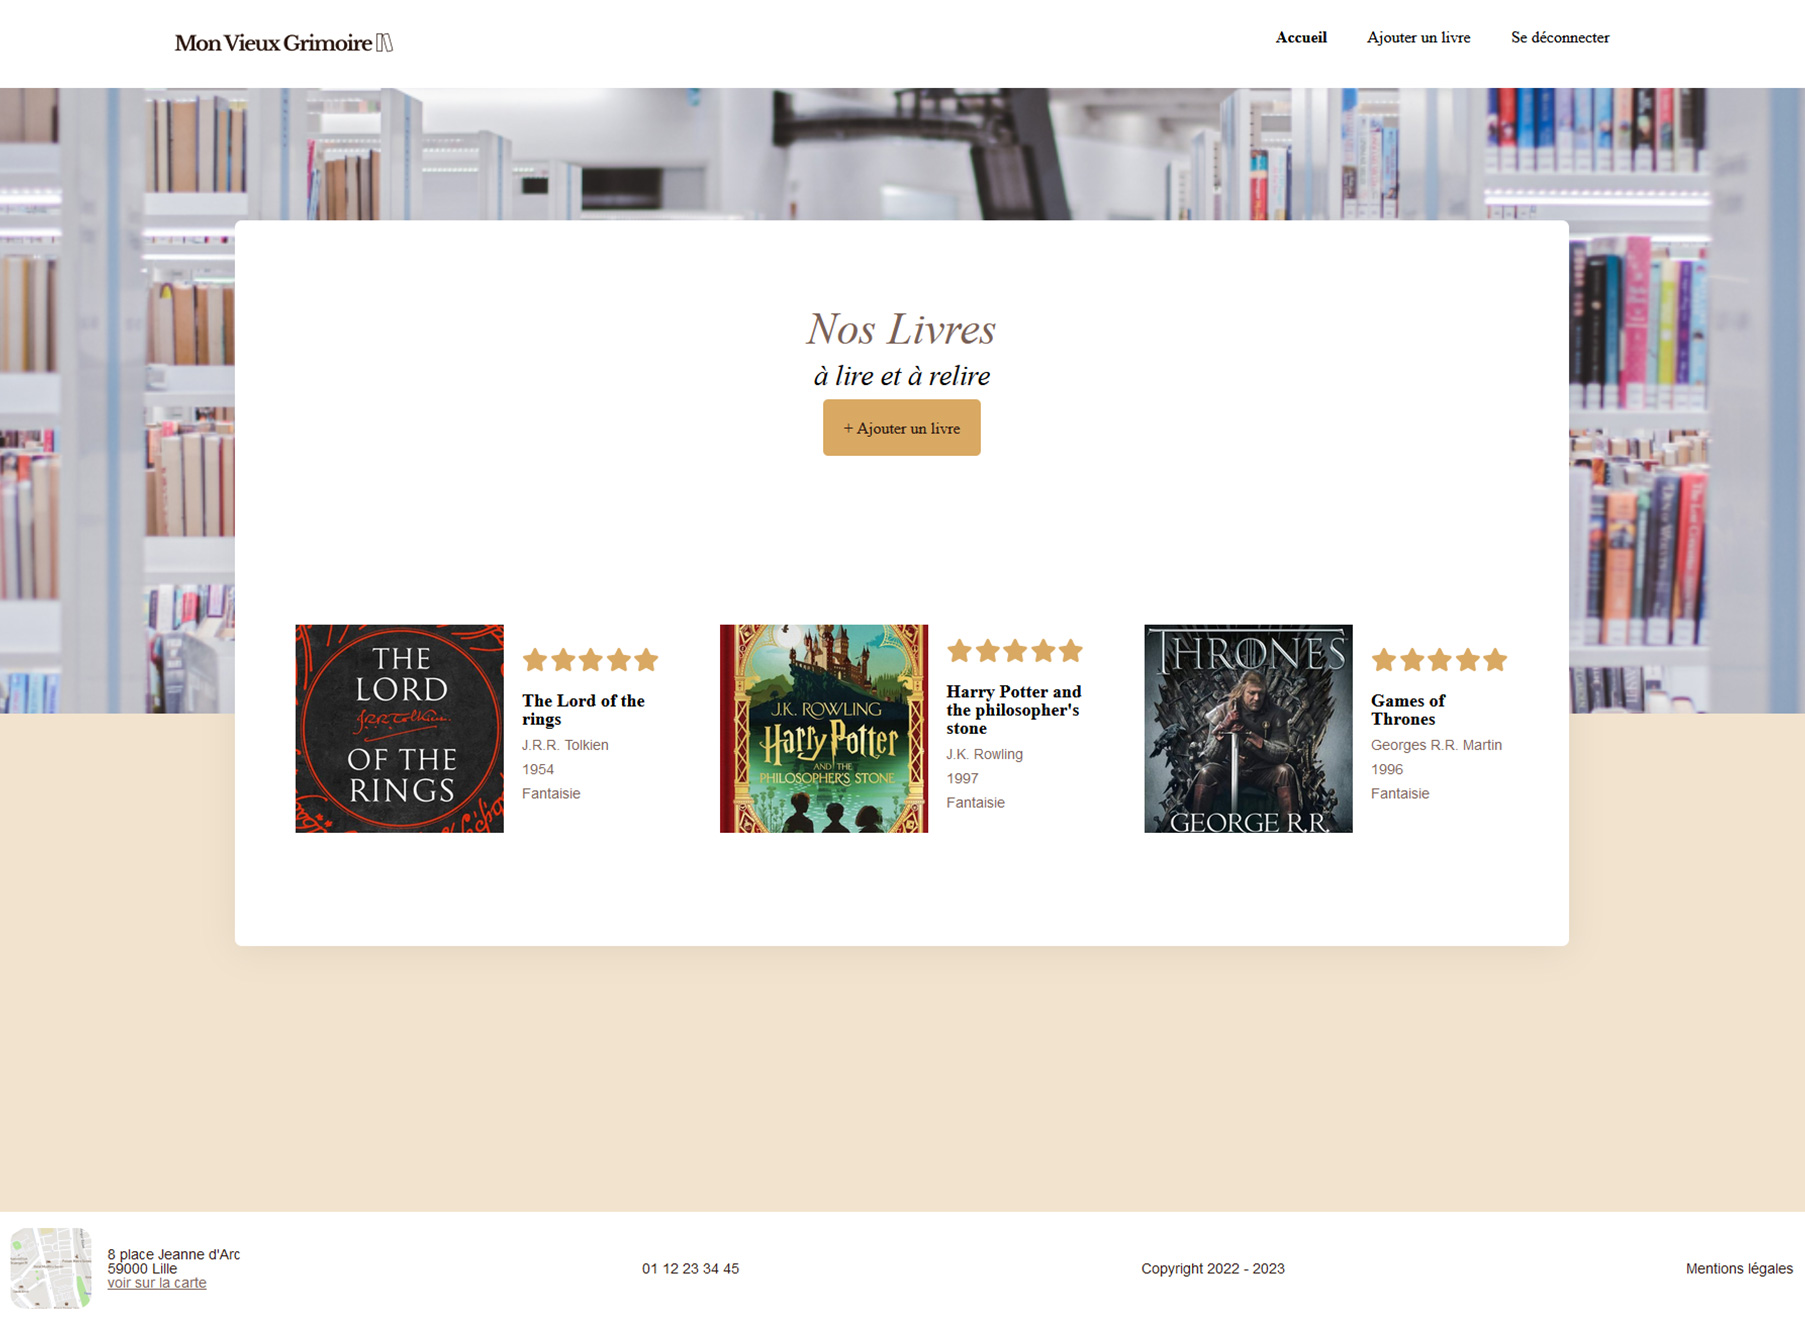 Mon Vieux Grimoire
Accueil
Ajouter un livre
Se déconnecter
Nos Livres
à lire et à relire
+ Ajouter un livre
THE
LORD
OF THE
RINGS
The Lord of the
rings
J.R.R. Tolkien
1954
Fantaisie
J.K. ROWLING
Harry Potter
AND THE
PHILOSOPHER'S STONE
Harry Potter and
the philosopher's
stone
J.K. Rowling
1997
Fantaisie
THRONES
GEORGE R.R.
Games of
Thrones
Georges R.R. Martin
1996
Fantaisie
8 place Jeanne d'Arc
59000 Lille
voir sur la carte
01 12 23 34 45
Copyright 2022 - 2023
Mentions légales